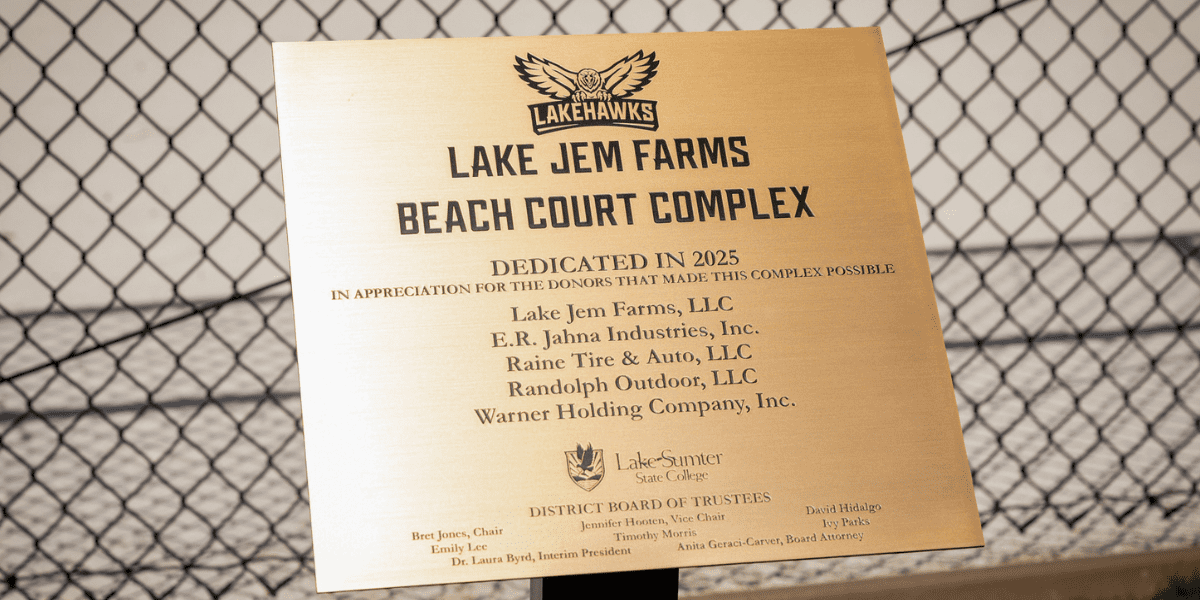 LAKEHAWKS
LAKE JEM FARMS
BEACH COURT COMPLEX
DEDICATED IN 2025
IN APPRECIATION FOR THE DONORS THAT MADE THIS COMPLEX POSSIBLE
Lake Jem Farms, LLC
E.R. Jahna Industries, Inc.
Raine Tire & Auto, LLC
Randolph Outdoor, LLC
Warner Holding Company, Inc.
Lake-Sumter
State College
DISTRICT BOARD OF TRUSTEES
Bret Jones, Chair
Jennifer Hooten, Vice Chair
David Hidalgo
Emily Lee
Timothy Morris
Ivy Parks
Dr. Laura Byrd, Interim President
Anita Geraci-Carver, Board Attorney